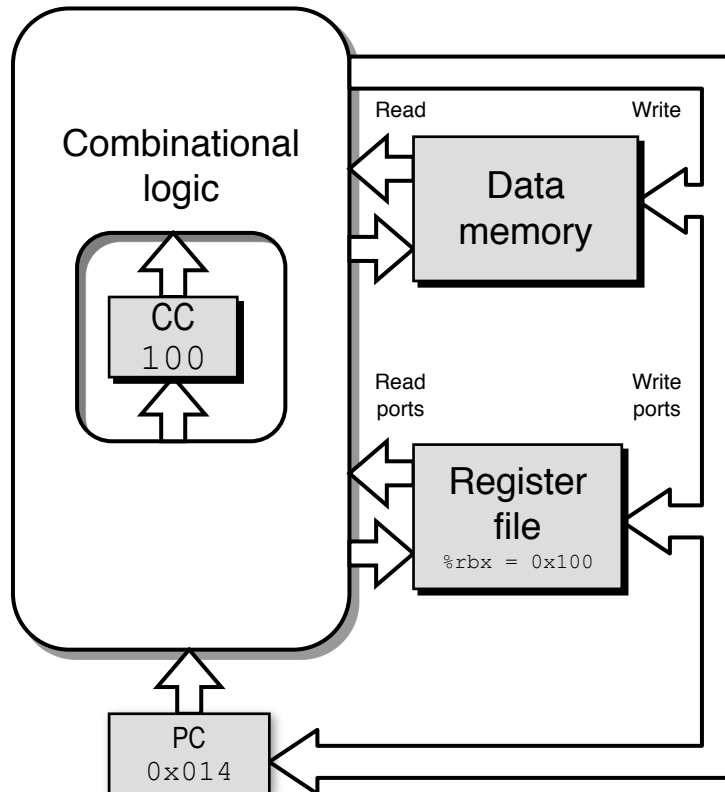 Combinational
logic
CC
100
Read
Write
Data
memory
Read
ports
Write
ports
Register
file
%rbx = 0x100
PC
0x014